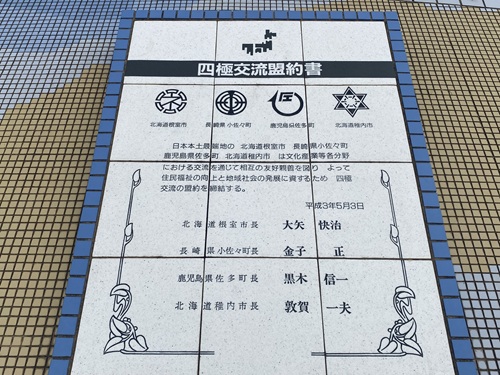 四極交流盟約書
北海道根室市 長崎県小佐々町 鹿児島県佐多町 北海道稚内市
日本本土最端地の 北海道根室市 長崎県小佐々町
鹿児島県佐多町 北海道稚内市 は文化産業等各分野
における交流を通じて相互の友好親善を図り よって
住民福祉の向上と地域社会の発展に資するため 四極
交流の盟約を締結する。
平成3年5月3日
北海道根室市長 大矢 快治
長崎県小佐々町長 金子 正
鹿児島県佐多町長 黒木 信一
北海道稚内市長 敦賀 一夫